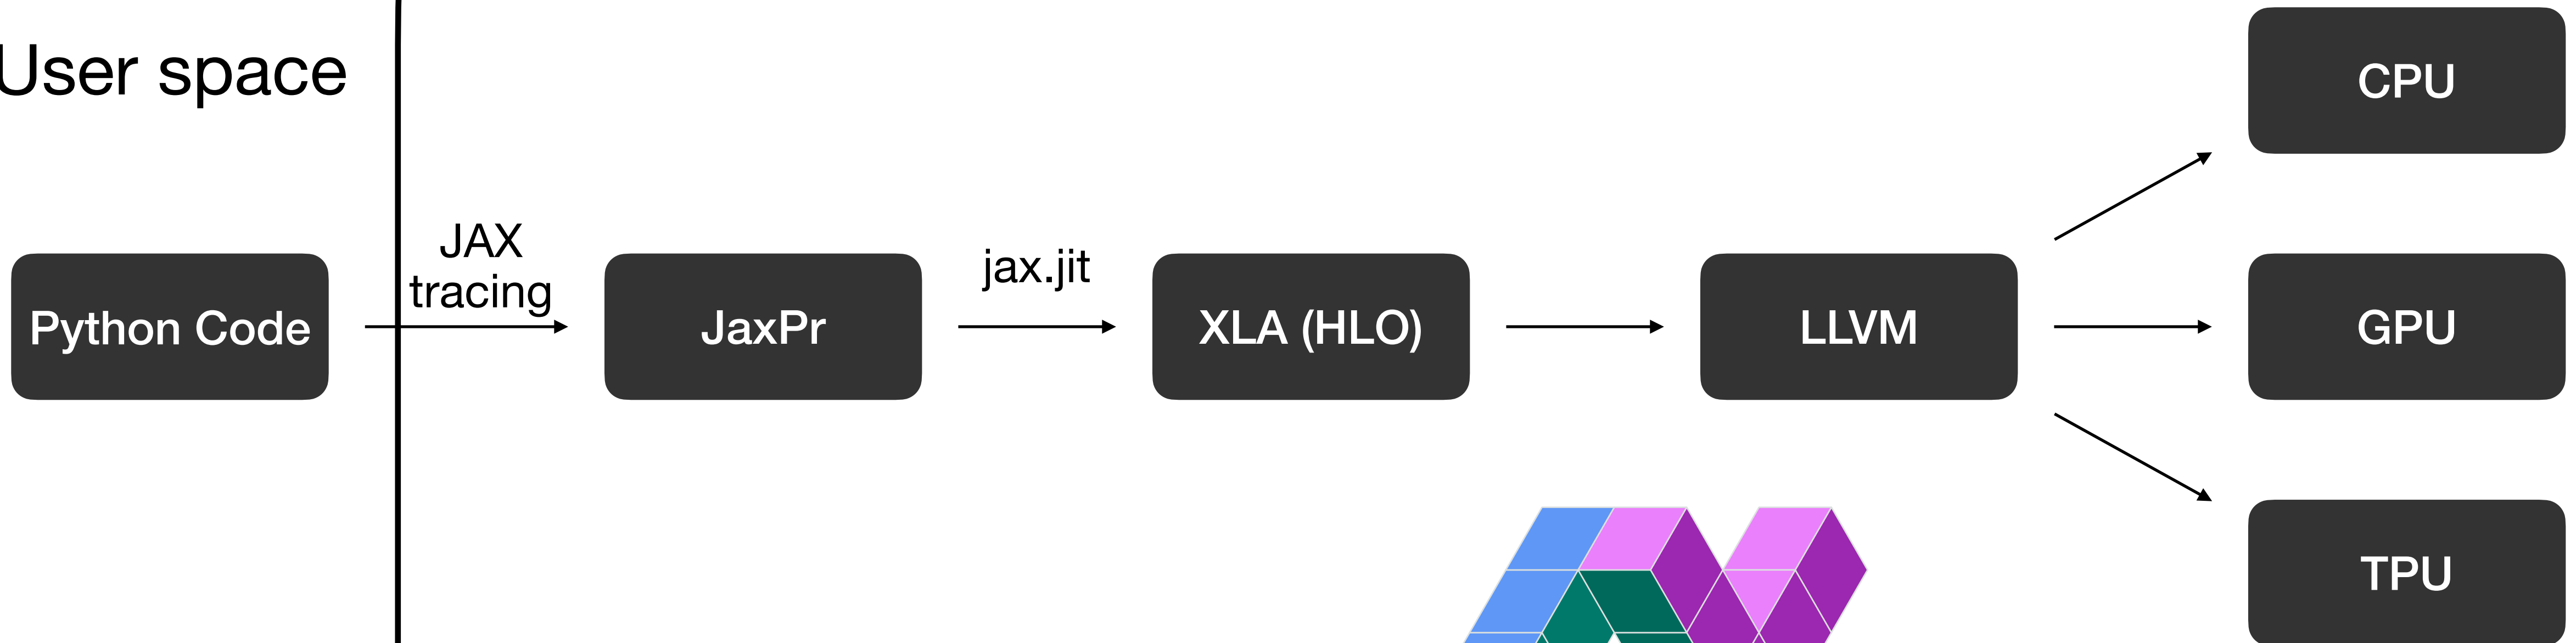 User space
CPU
JAX
tracing
jax.jit
Python Code
JaxPr
XLA (HLO)
LLVM
GPU
TPU